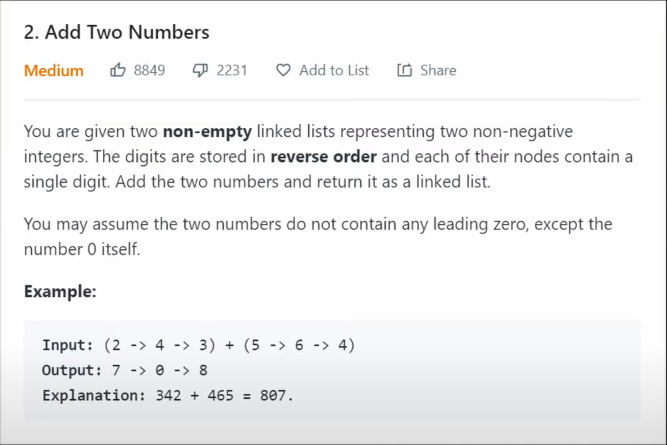 2. Add Two Numbers
Medium 8849 2231 Add to List Share
You are given two non-empty linked lists representing two non-negative
integers. The digits are stored in reverse order and each of their nodes contain a
single digit. Add the two numbers and return it as a linked list.
You may assume the two numbers do not contain any leading zero, except the
number 0 itself.
Example:
Input: (2 -> 4 -> 3) + (5 -> 6 -> 4)
Output: 7 -> 0 -> 8
Explanation: 342 + 465 = 807.